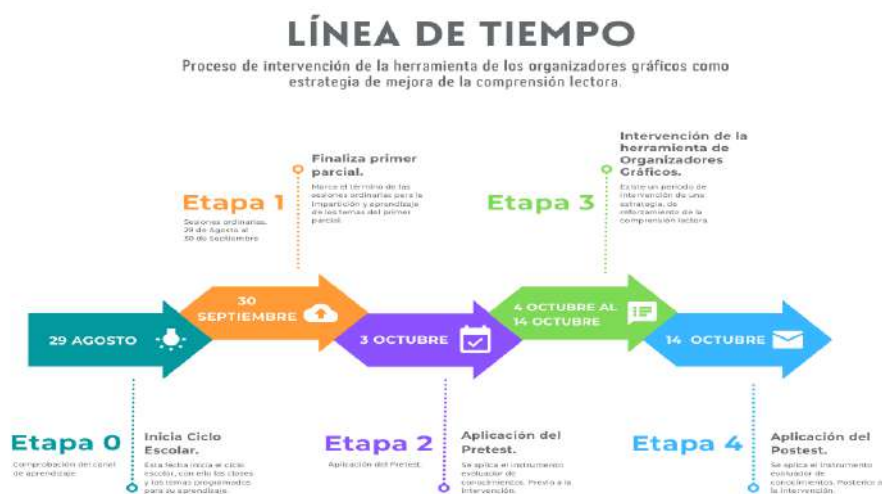 LÍNEA DE TIEMPO
Proceso de intervención de la herramienta de los organizadores gráficos como
estrategia de mejora de la comprensión lectora.
Etapa 1
Sesiones ordinarias.
29 de Agosto al
30 de Septiembre
Finaliza primer
parcial.
Marca el término de las
sesiones ordinarias para la
impartición y aprendizaje
de los temas del primer
parcial.
Etapa 3
Intervención de la
herramienta de
Organizadores
Gráficos.
Existe un periodo de
intervención de una
estrategia, de
reforzamiento de la
comprensión lectora.
29 AGOSTO
30
SEPTIEMBRE
3 OCTUBRE
4 OCTUBRE AL
14 OCTUBRE
14 OCTUBRE
Etapa 0
Comprobación del canal
de aprendizaje.
Inicia Ciclo
Escolar.
Esta fecha inicia el ciclo
escolar, con ello las clases
y los temas programados
para su aprendizaje.
Etapa 2
Aplicación del Pretest.
Aplicación del
Pretest.
Se aplica el instrumento
evaluador de
conocimientos. Previo a la
Intervención.
Etapa 4
Aplicación del
Postest.
Se aplica el instrumento
evaluador de
conocimientos. Posterior a
la Intervención.